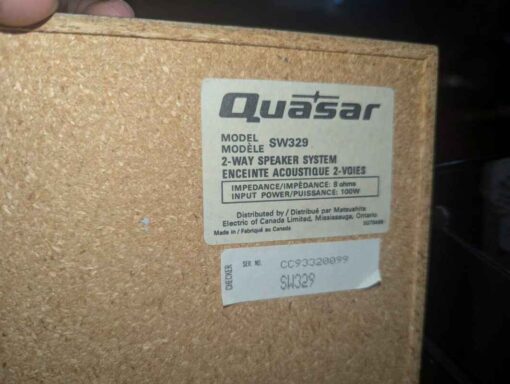 Quasar
MODEL
MODÈLE SW329
2-WAY SPEAKER SYSTEM
ENCEINTE ACOUSTIQUE 2-VOIES
IMPEDANCE/IMPÉDANCE: 8 ohms
INPUT POWER/PUISSANCE: 100W
Distributed by / Distribué par Matsushita
Electric of Canada Limited, Mississauga, Ontario
Made in / Fabriqué au Canada
CHECKER
SER. NO. CC93320099
SW329